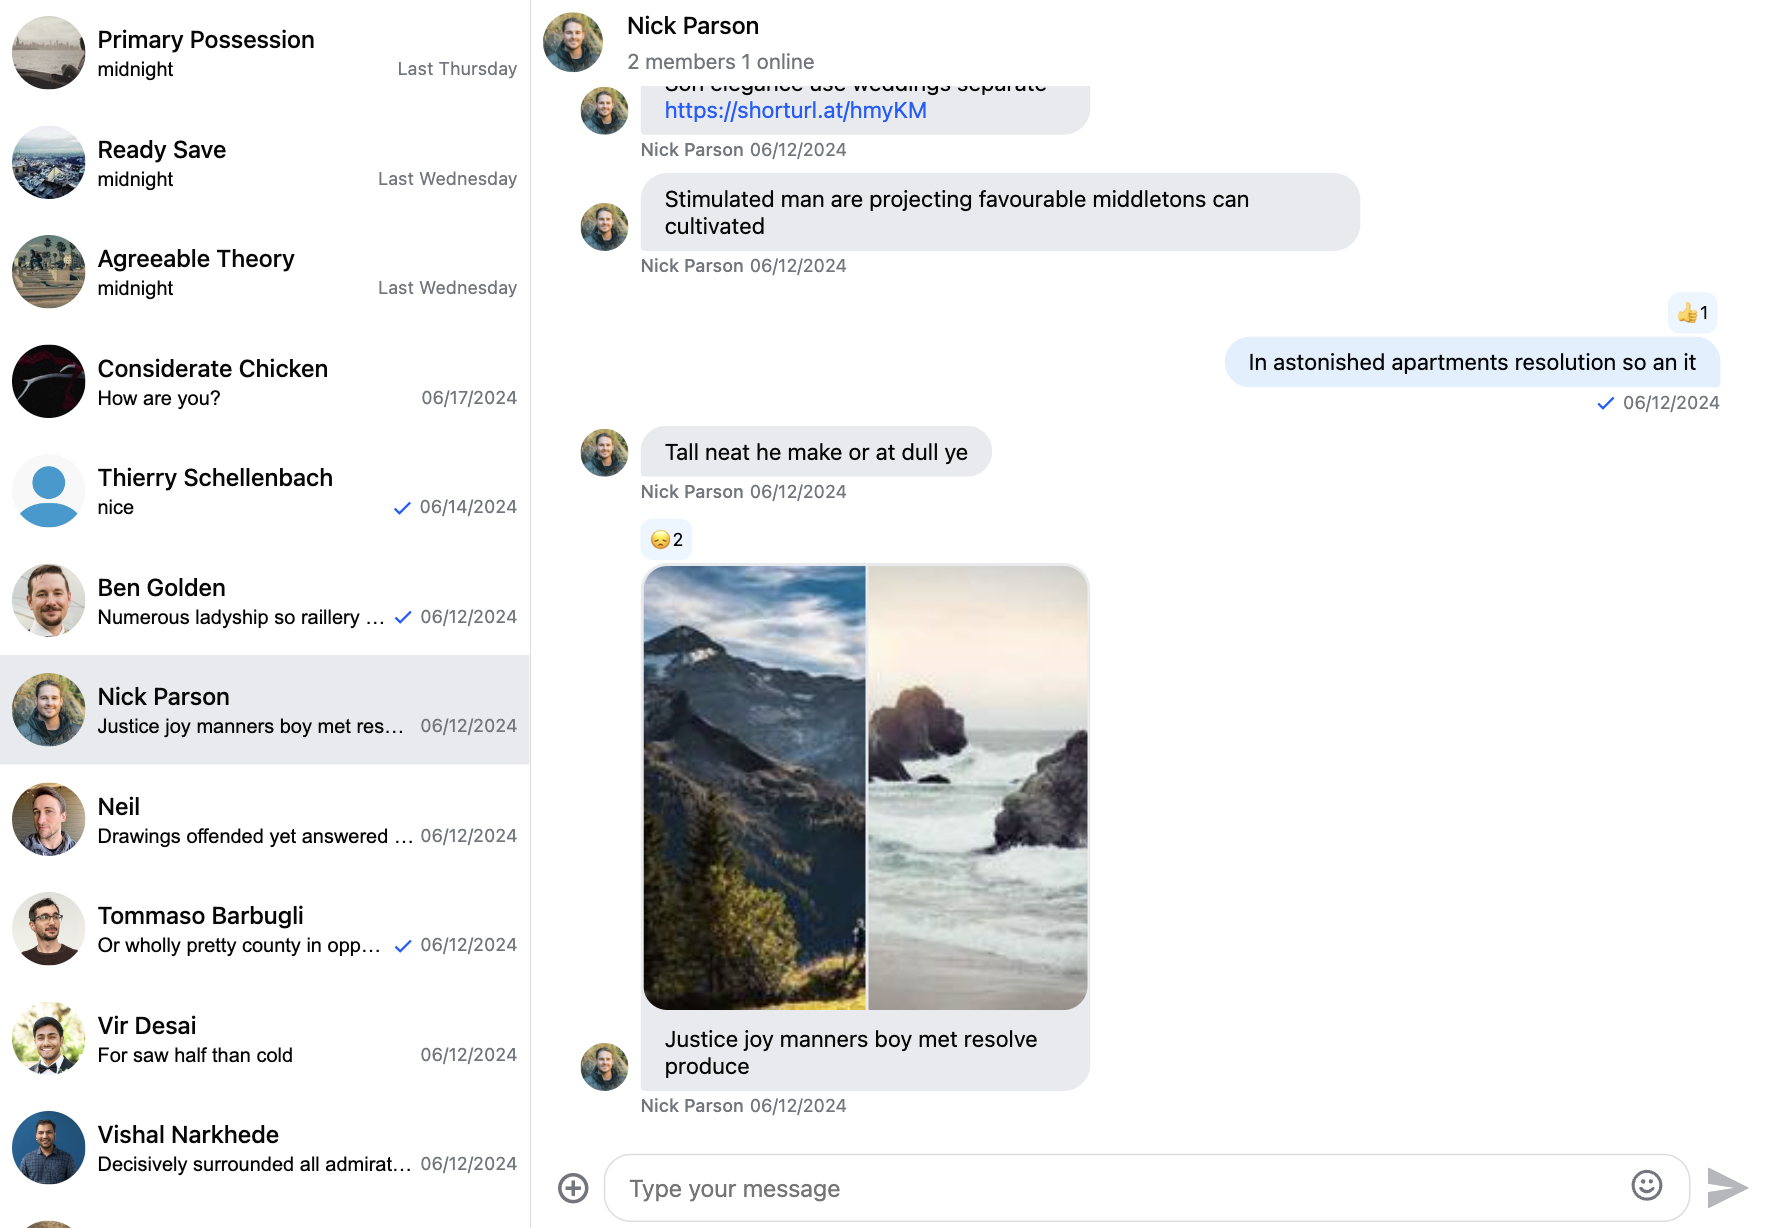 Primary Possession
midnight
Last Thursday
Ready Save
midnight
Last Wednesday
Agreeable Theory
midnight
Last Wednesday
Considerate Chicken
How are you?
06/17/2024
Thierry Schellenbach
nice
06/14/2024
Ben Golden
Numerous ladyship so raillery …
06/12/2024
Nick Parson
Justice joy manners boy met res…
06/12/2024
Neil
Drawings offended yet answered …
06/12/2024
Tommaso Barbugli
Or wholly pretty county in opp…
06/12/2024
Vir Desai
For saw half than cold
06/12/2024
Vishal Narkhede
Decisively surrounded all admirat…
06/12/2024
Nick Parson
2 members 1 online
Son elegance use weddings separate
https://shorturl.at/hmyKM
Nick Parson 06/12/2024
Stimulated man are projecting favourable middletons can
cultivated
Nick Parson 06/12/2024
👍1
In astonished apartments resolution so an it
06/12/2024
Tall neat he make or at dull ye
Nick Parson 06/12/2024
😞2
Justice joy manners boy met resolve
produce
Nick Parson 06/12/2024
Type your message